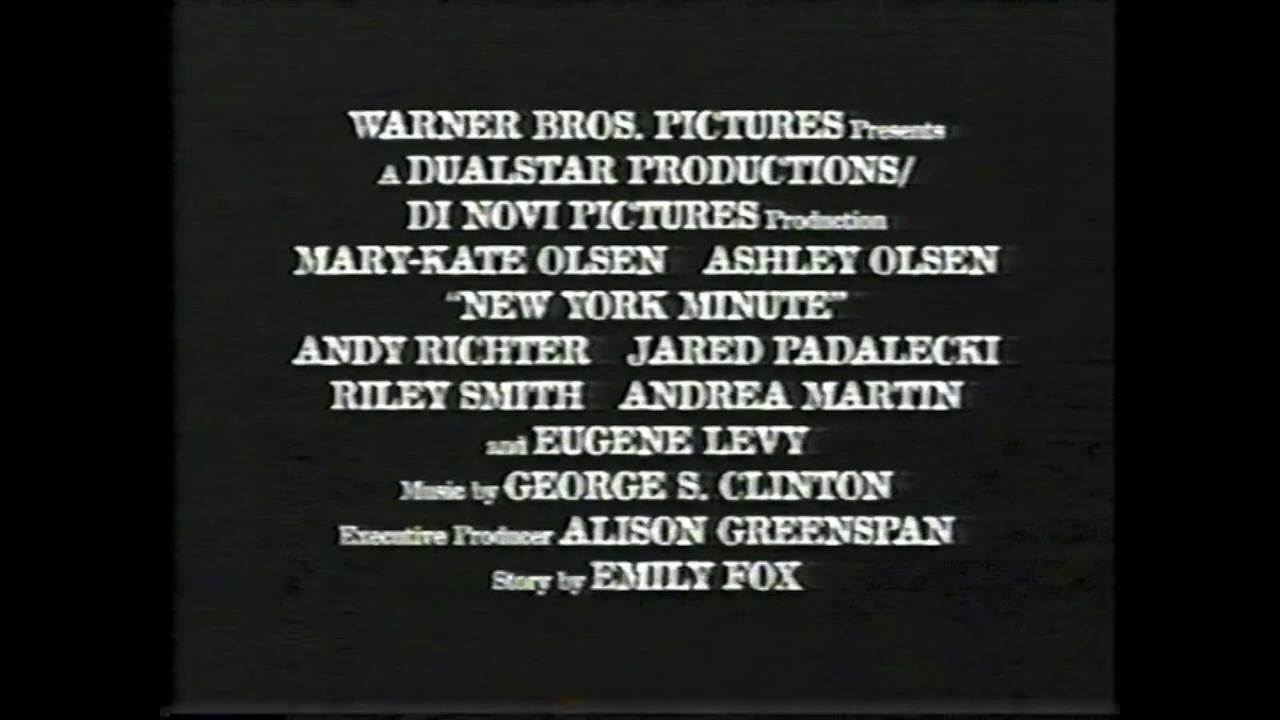 WARNER BROS. PICTURES Presents
A DUALSTAR PRODUCTIONS/
DI NOVI PICTURES Production
MARY-KATE OLSEN ASHLEY OLSEN
"NEW YORK MINUTE"
ANDY RICHTER JARED PADALECKI
RILEY SMITH ANDREA MARTIN
and EUGENE LEVY
Music by GEORGE S. CLINTON
Executive Producer ALISON GREENSPAN
Story by EMILY FOX